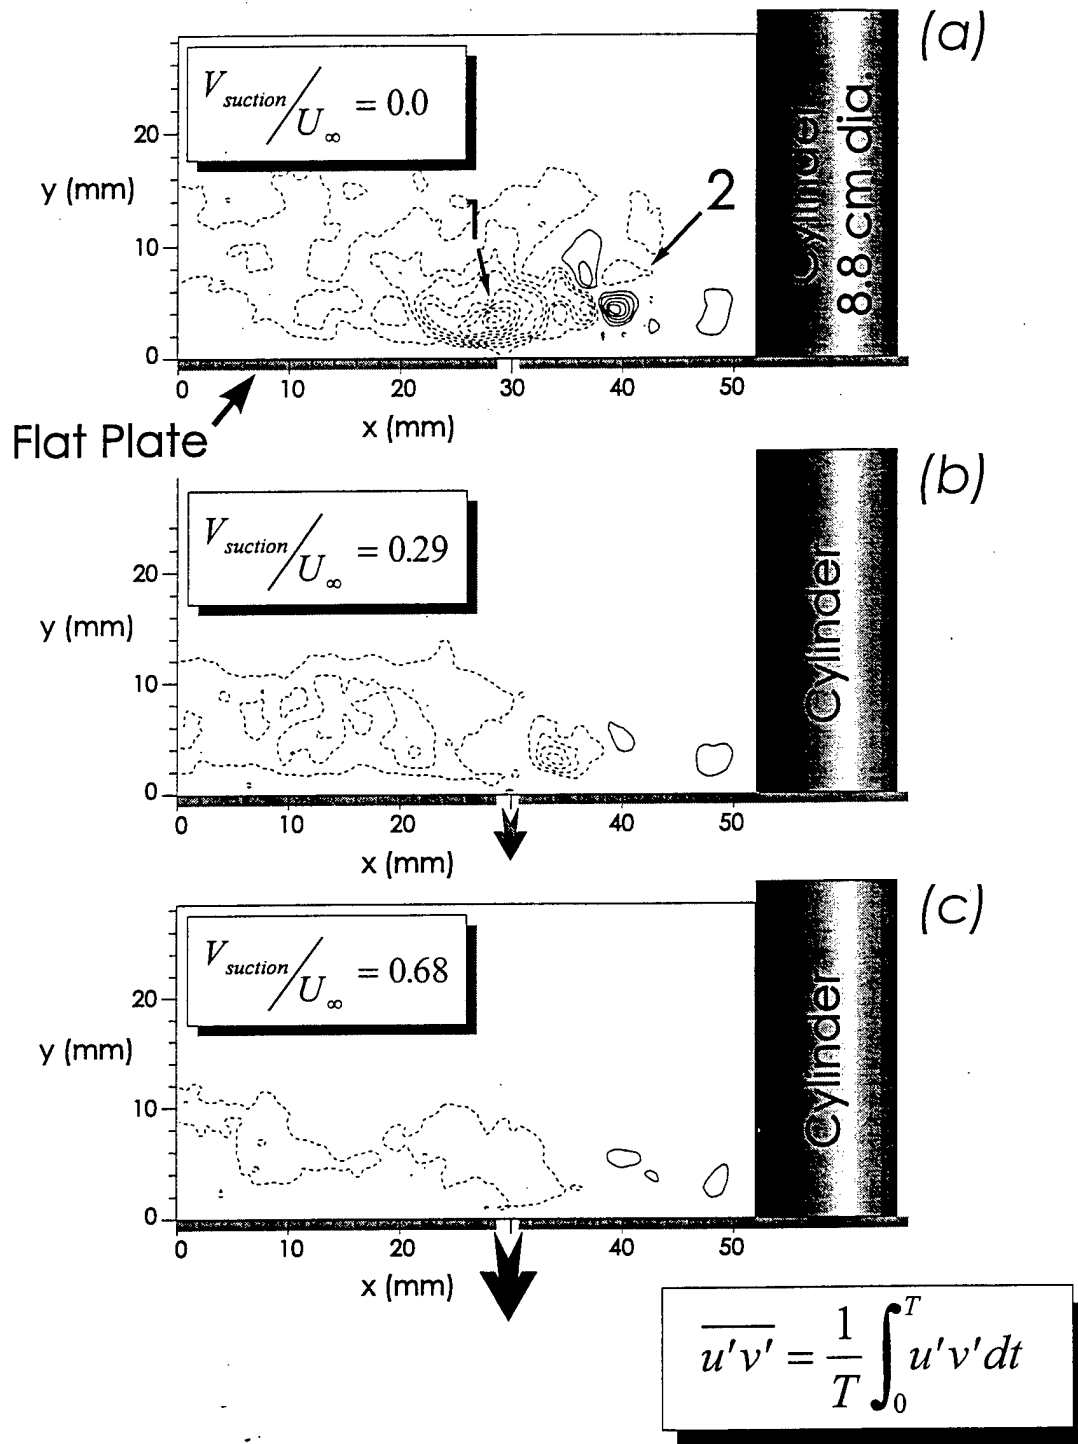 (a)
V_suction / U_∞ = 0.0
20
y (mm)
10
0
1
2
Cylinder
8.8 cm dia.
0 10 20 30 40 50
x (mm)
Flat Plate
(b)
V_suction / U_∞ = 0.29
20
y (mm)
10
0
Cylinder
0 10 20 40 50
x (mm)
(c)
V_suction / U_∞ = 0.68
20
y (mm)
10
0
Cylinder
0 10 20 40 50
x (mm)
\overline{u'v'} = \frac{1}{T} \int_0^T u'v'dt